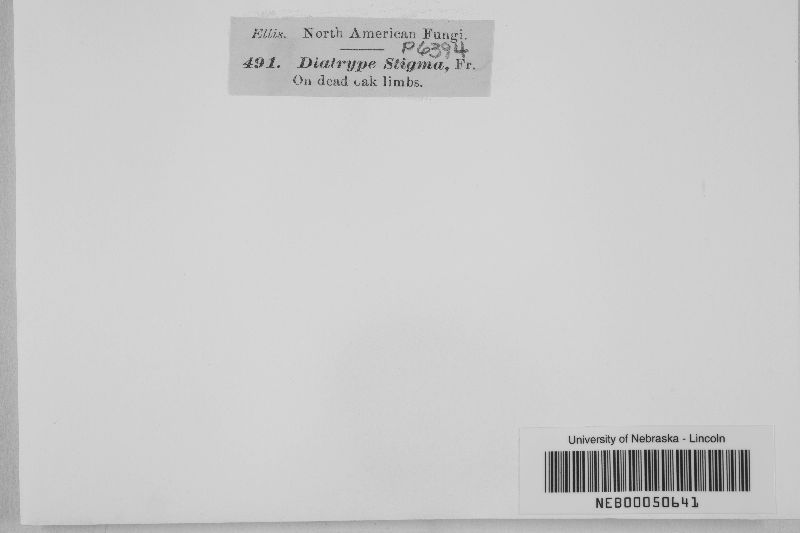 Ellis. North American Fungi.
P6394
491. Diatrype Stigma, Fr.
On dead oak limbs.
University of Nebraska - Lincoln
NEB00050641